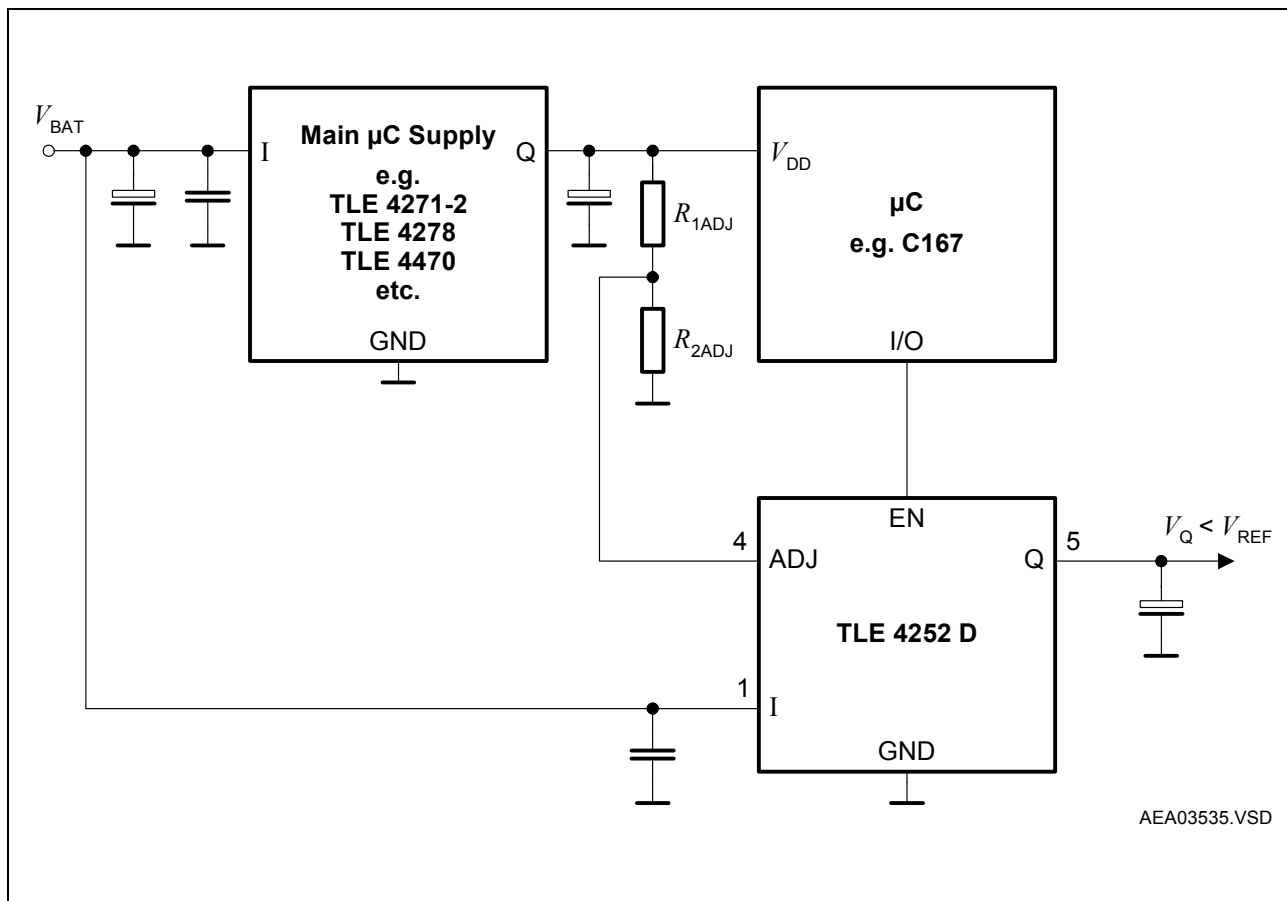 V_BAT
I
Main µC Supply
e.g.
TLE 4271-2
TLE 4278
TLE 4470
etc.
Q
GND
R_1ADJ
R_2ADJ
V_DD
µC
e.g. C167
I/O
EN
4
ADJ
Q
5
V_Q < V_REF
TLE 4252 D
1
I
GND
AEA03535.VSD